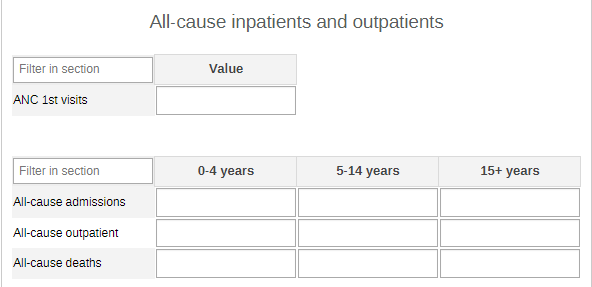 All-cause inpatients and outpatients
Filter in section Value
ANC 1st visits
Filter in section 0-4 years 5-14 years 15+ years
All-cause admissions
All-cause outpatient
All-cause deaths